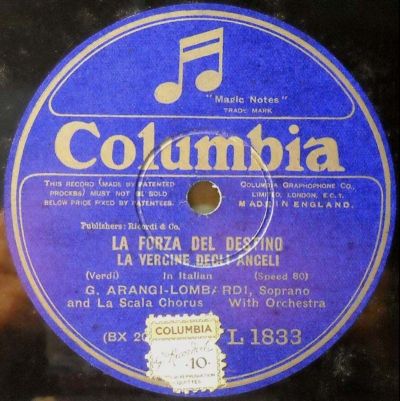 "Magic Notes"
TRADE MARK
Columbia
THIS RECORD (MADE BY PATENTED
PROCESS) MUST NOT BE SOLD
BELOW PRICE FIXED BY PATENTEES.
COLUMBIA GRAPHOPHONE CO.,
LIMITED, LONDON, E.C.1.
MADE IN ENGLAND.
Publishers: Ricordi & Co.
LA FORZA DEL DESTINO
LA VERGINE DEGLI ANGELI
(Verdi) In Italian (Speed 80)
G. ARANGI-LOMBARDI, Soprano
and La Scala Chorus With Orchestra
(BX L 1833
COLUMBIA
10